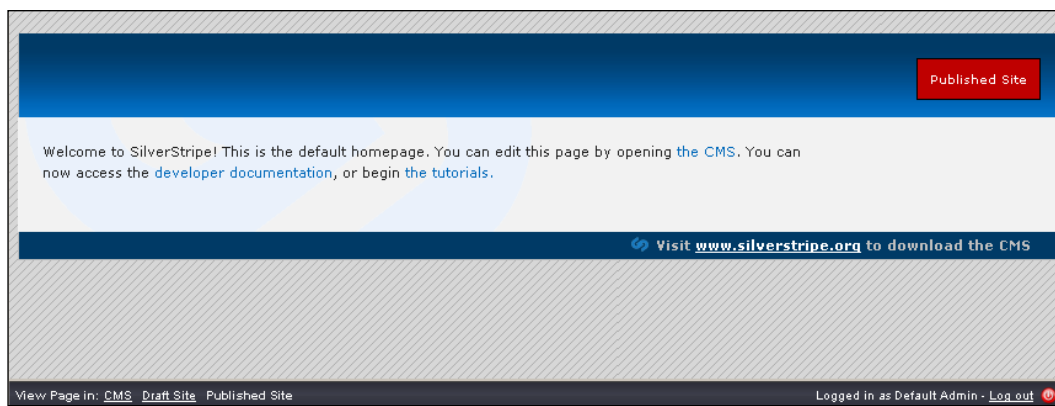 Published Site
Welcome to SilverStripe! This is the default homepage. You can edit this page by opening the CMS. You can
now access the developer documentation, or begin the tutorials.
Visit www.silverstripe.org to download the CMS
View Page in: CMS Draft Site Published Site
Logged in as Default Admin - Log out